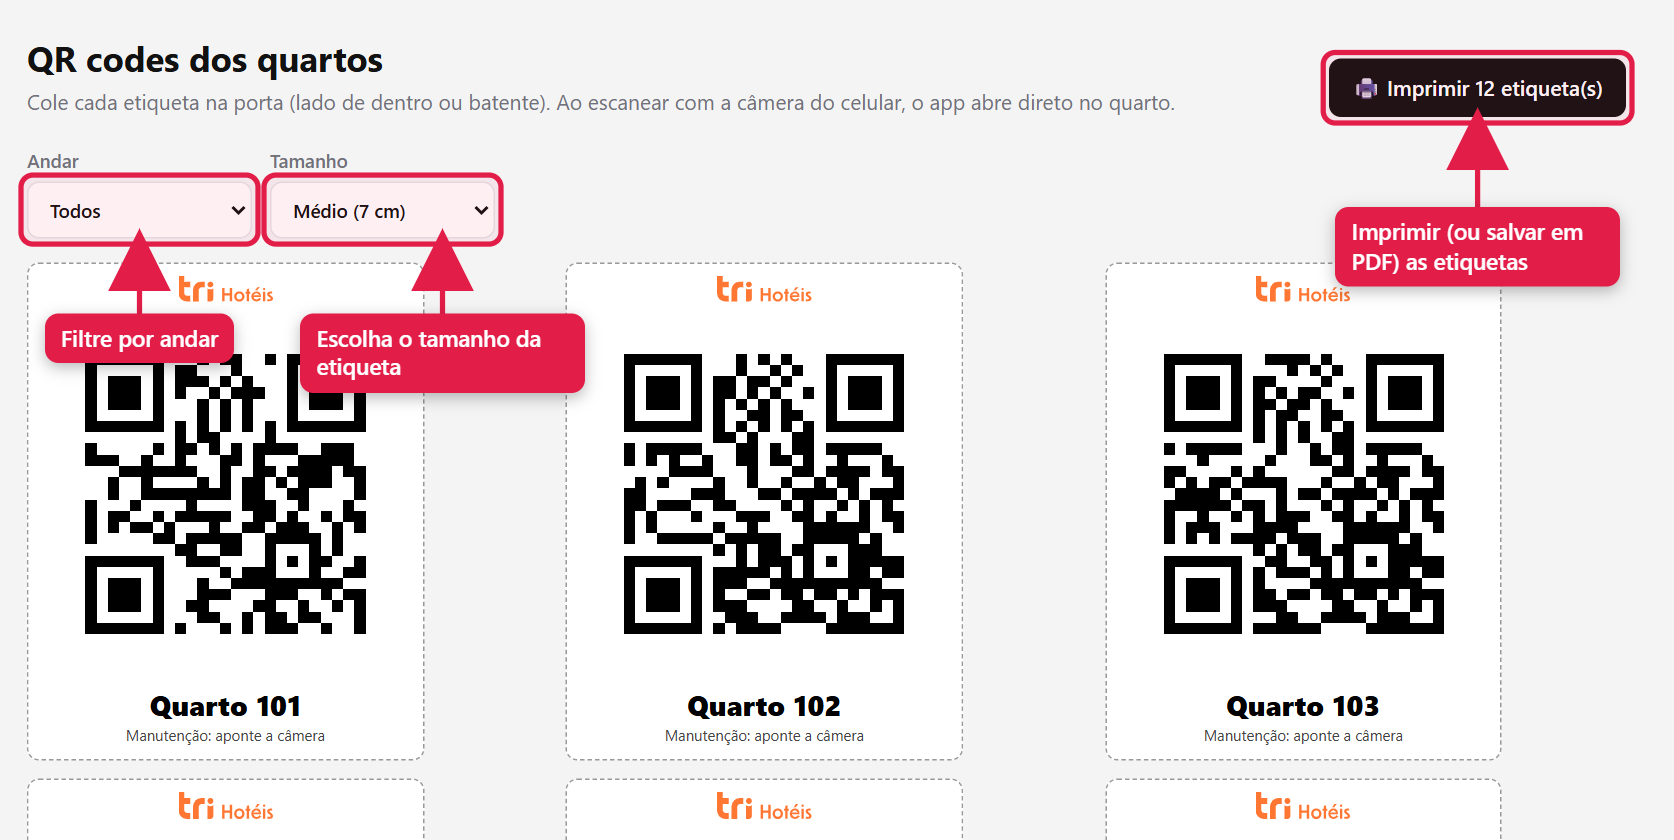 QR codes dos quartos
Cole cada etiqueta na porta (lado de dentro ou batente). Ao escanear com a câmera do celular, o app abre direto no quarto.
Imprimir 12 etiqueta(s)
Andar
Tamanho
Todos
Médio (7 cm)
Imprimir (ou salvar em
PDF) as etiquetas
Filtre por andar
Escolha o tamanho da
etiqueta
tri Hotéis
tri Hotéis
tri Hotéis
Quarto 101
Manutenção: aponte a câmera
Quarto 102
Manutenção: aponte a câmera
Quarto 103
Manutenção: aponte a câmera
tri Hotéis
tri Hotéis
tri Hotéis